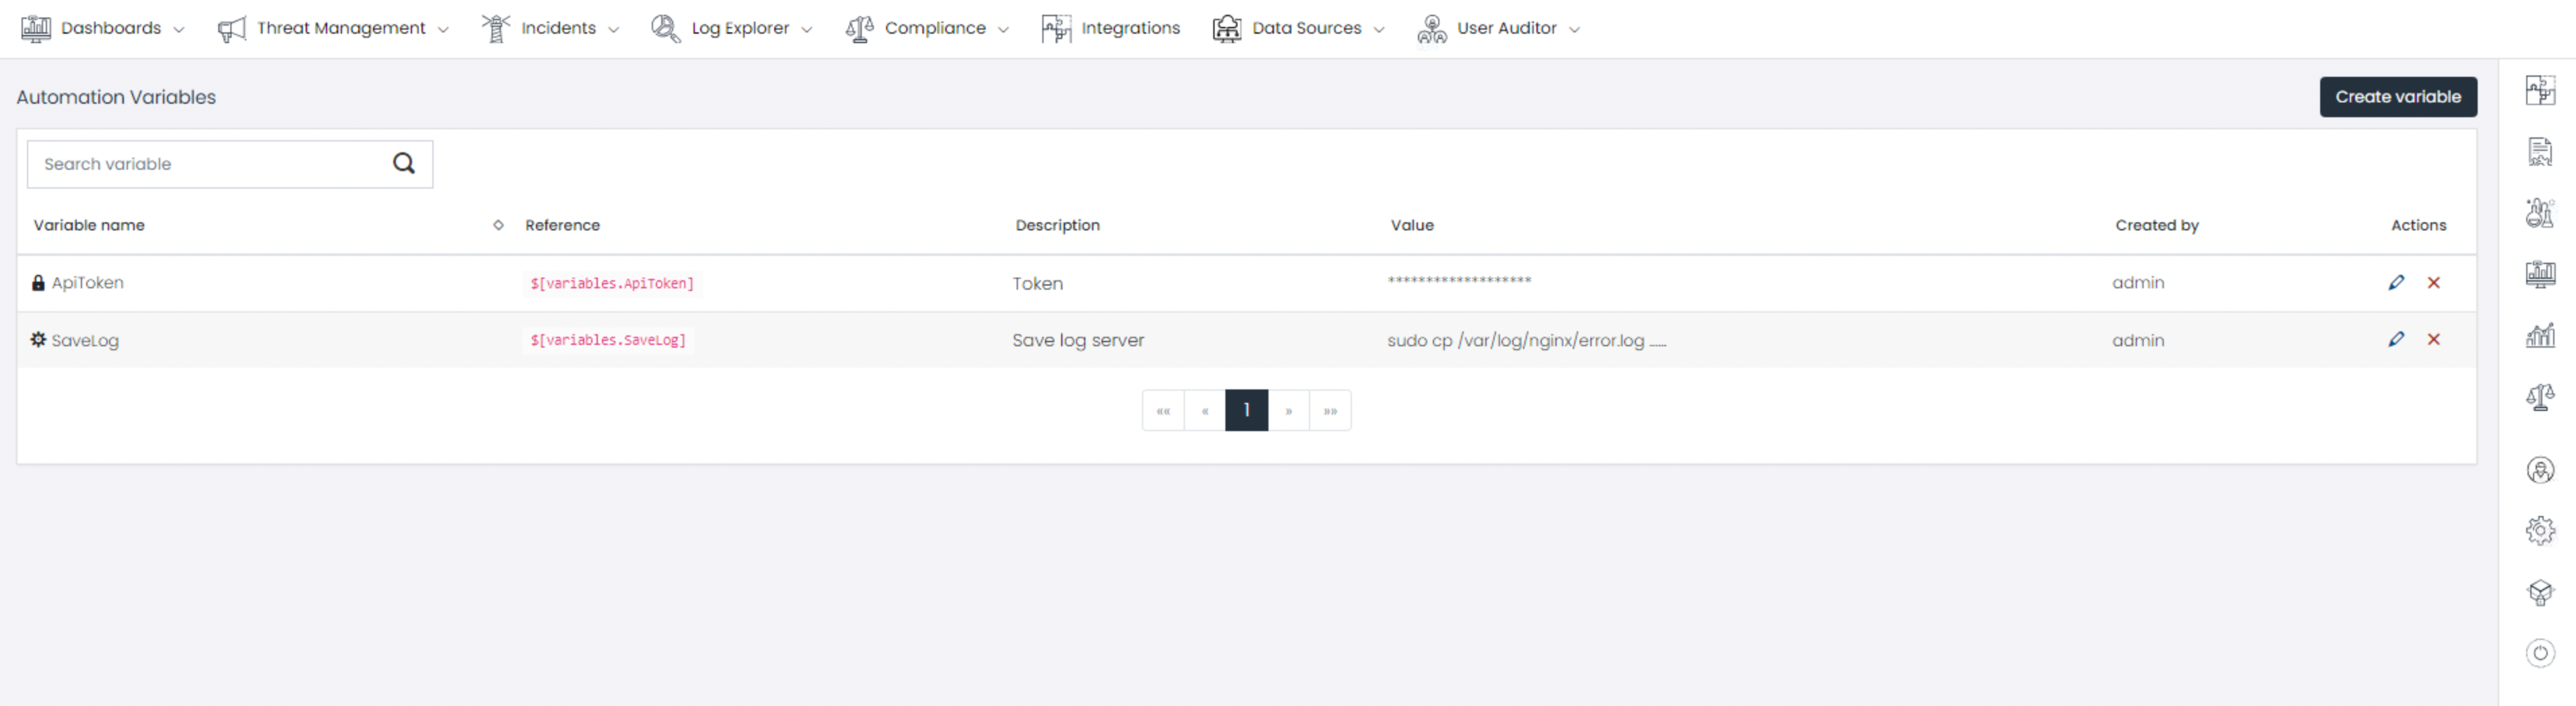 Dashboards Threat Management Incidents Log Explorer Compliance Integrations Data Sources User Auditor
Automation Variables Create variable
Search variable
Variable name Reference Description Value Created by Actions
ApiToken $[variables.ApiToken] Token ******************* admin
SaveLog $[variables.SaveLog] Save log server sudo cp /var/log/nginx/error.log ...... admin
«« « 1 » »»